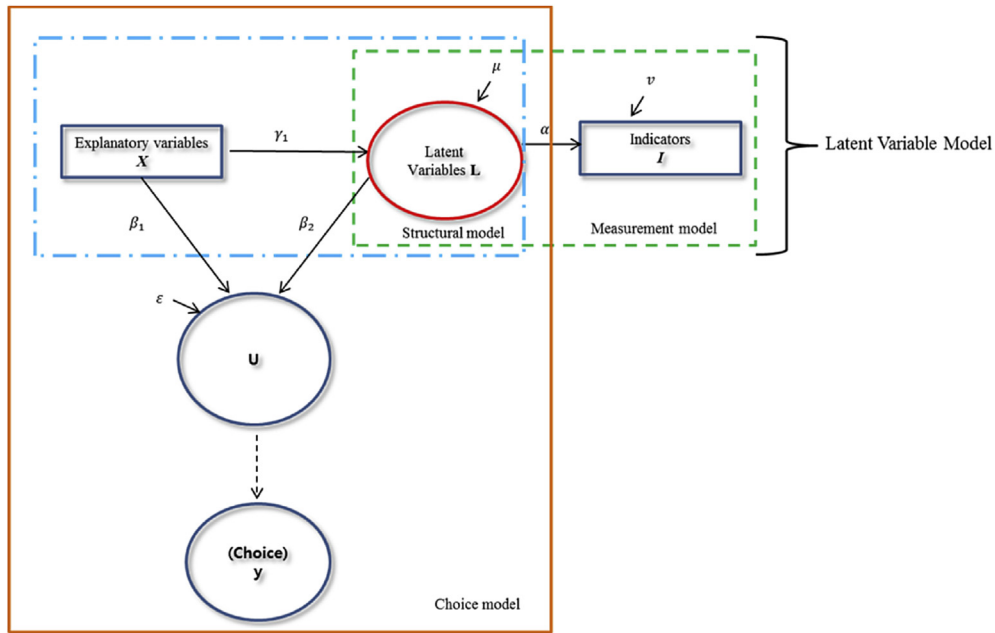 μ
ν
Explanatory variables
X
γ₁
Latent
Variables L
α
Indicators
I
Latent Variable Model
β₁
β₂
Structural model
Measurement model
ε
U
(Choice)
y
Choice model